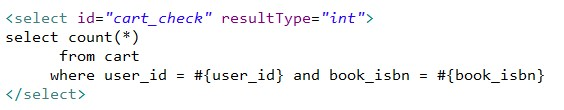 <select id="cart_check" resultType="int">
select count(*)
from cart
where user_id = #{user_id} and book_isbn = #{book_isbn}
</select>